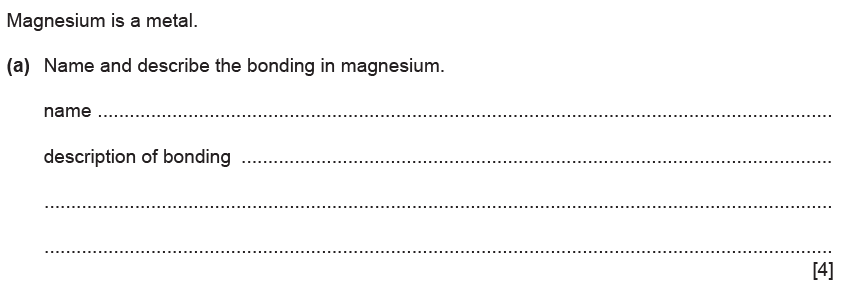 Magnesium is a metal.
(a) Name and describe the bonding in magnesium.
name ..........................................................................................................................................
description of bonding ...............................................................................................................
.....................................................................................................................................................
.....................................................................................................................................................
[4]